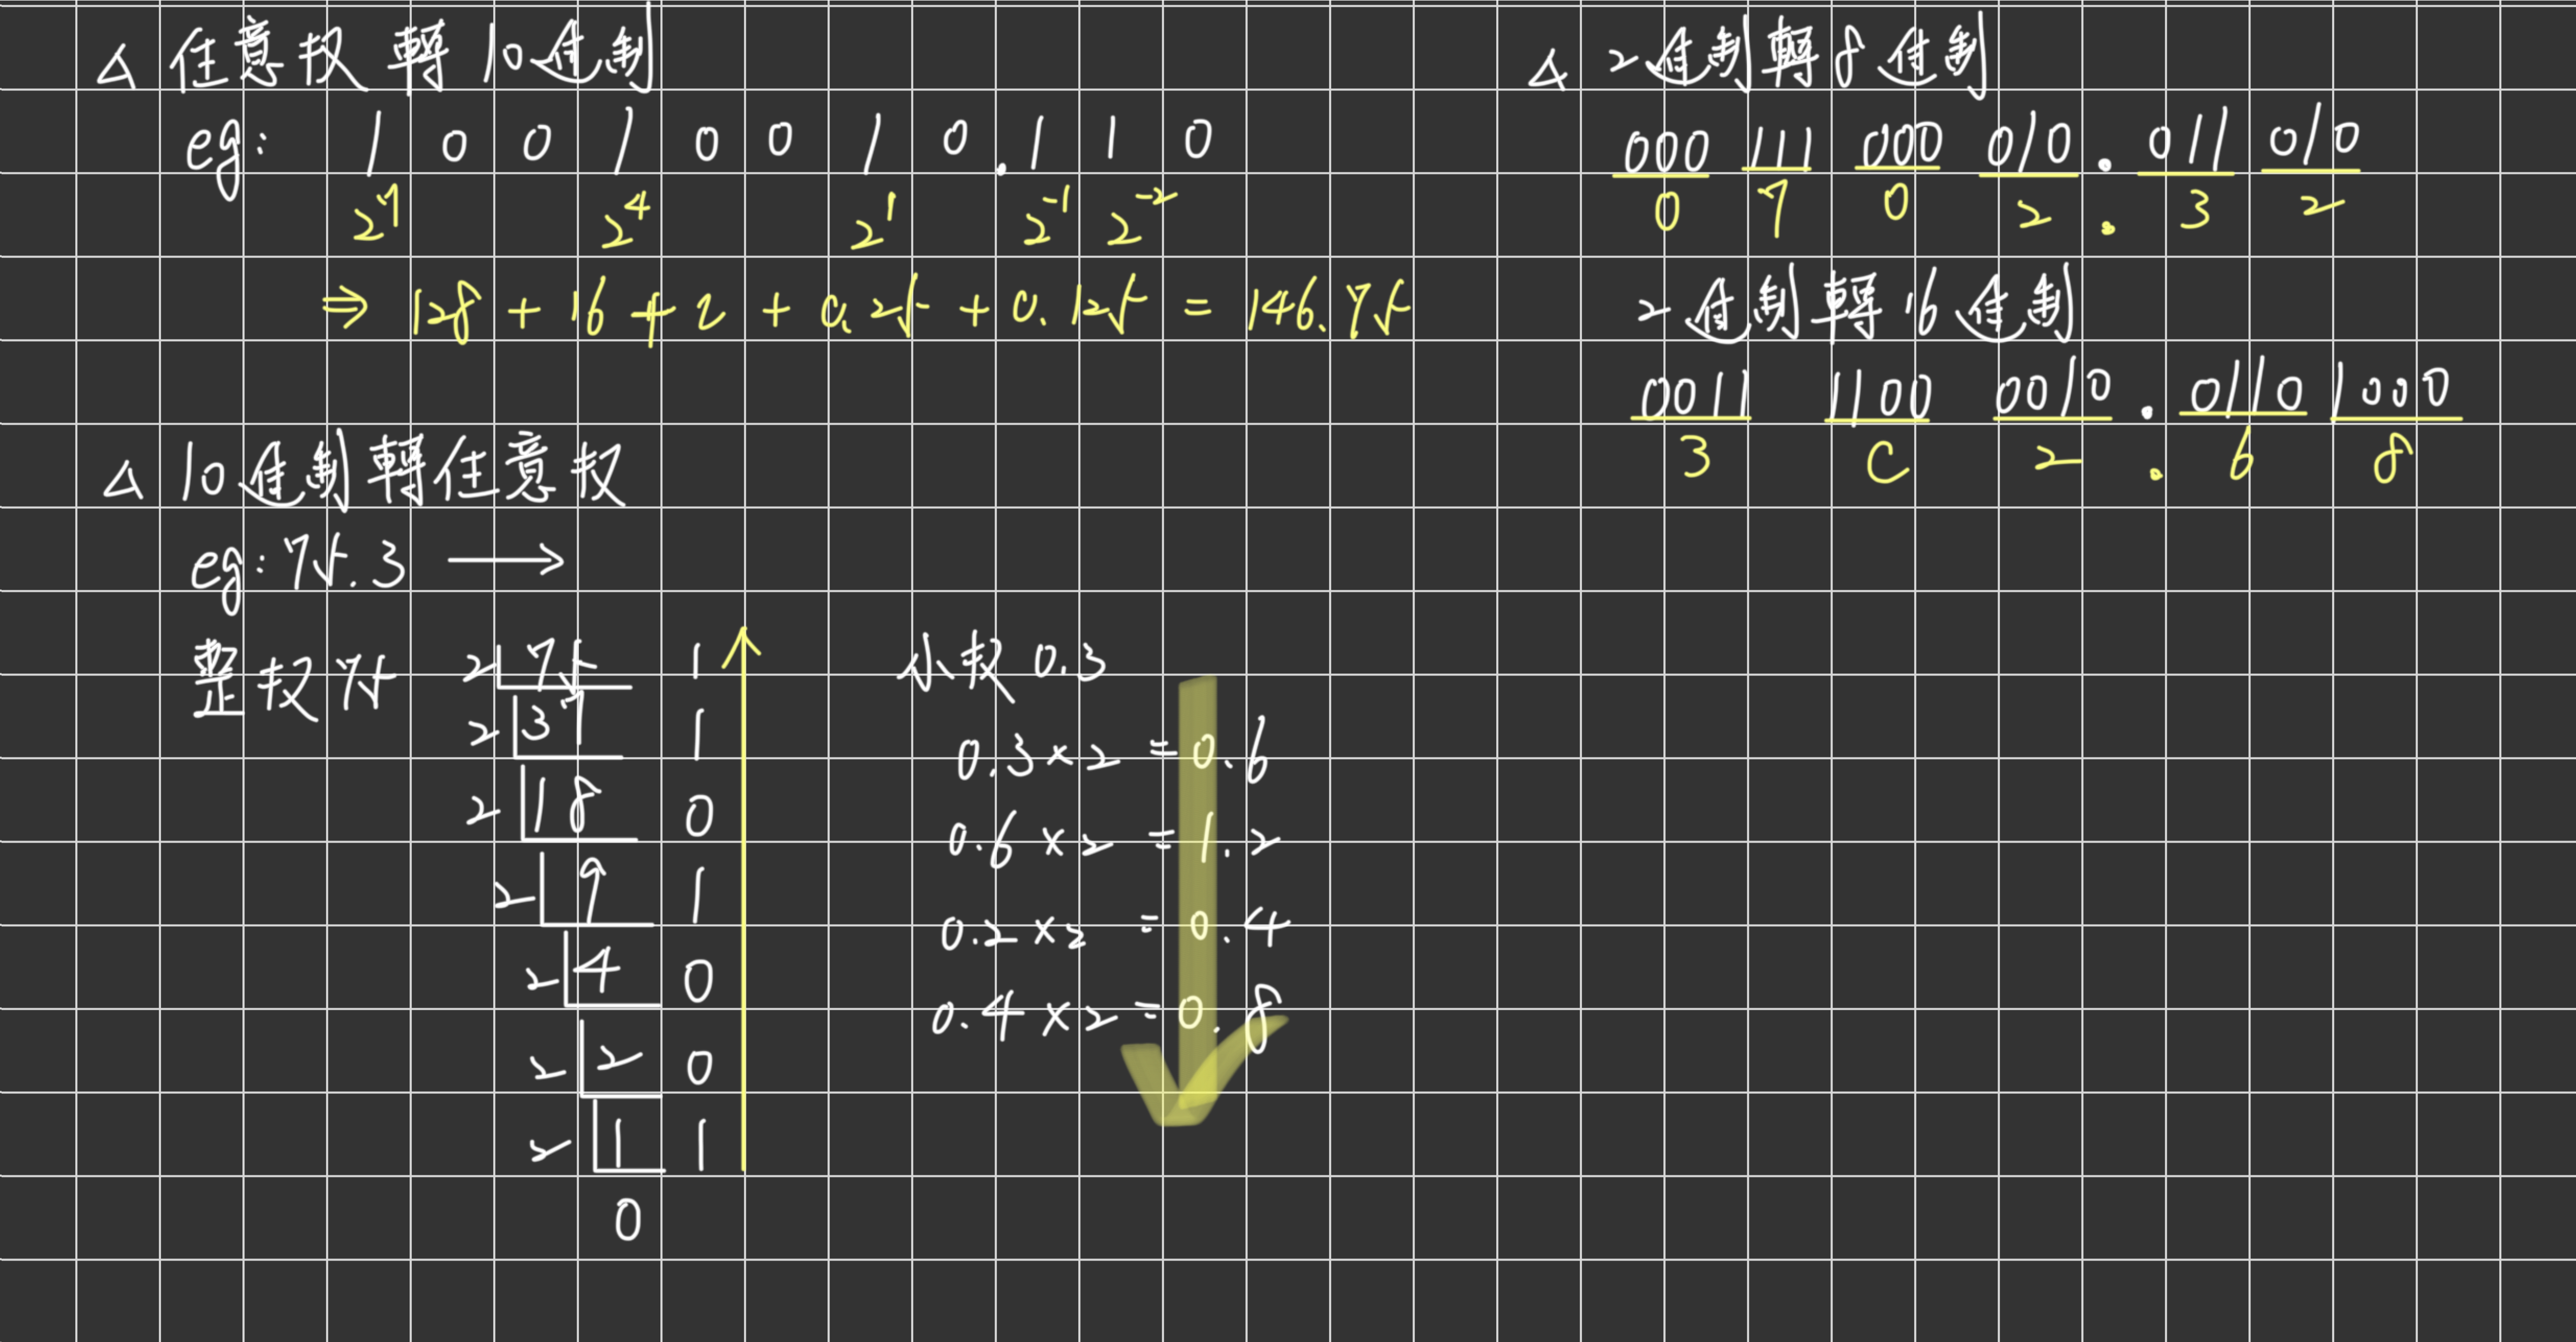 △ 任意权 轉 10進制
eg: 1 0 0 1 0 0 1 0 . 1 1 0
2⁷ 2⁴ 2¹ 2⁻¹ 2⁻²
⇒ 128 + 16 + 2 + 0.25 + 0.125 = 146.75
△ 10進制轉任意权
eg: 75.3 →
整权75
2 75 1
2 37 1
2 18 0
2 9 1
2 4 0
2 2 0
2 1 1
0
小权 0.3
0.3 × 2 = 0.6
0.6 × 2 = 1.2
0.2 × 2 = 0.4
0.4 × 2 = 0.8
△ 2進制轉8進制
000 111 000 010 . 011 010
0 7 0 2 . 3 2
2進制轉16進制
0011 1100 0010 . 0110 1000
3 C 2 . 6 8